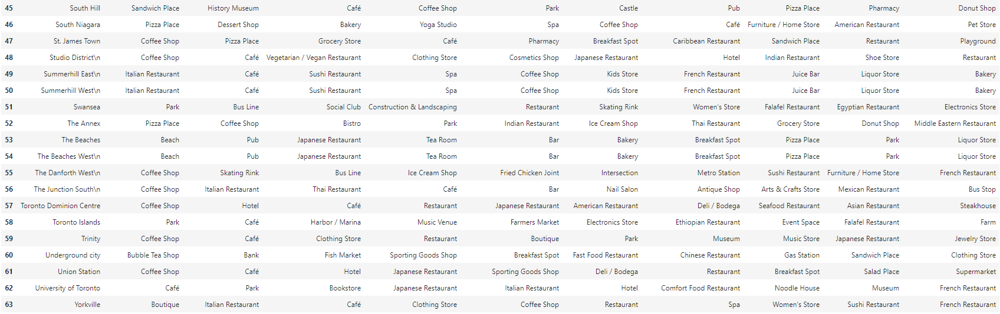 45 South Hill Sandwich Place History Museum Café Coffee Shop Park Castle Pub Pizza Place Pharmacy Donut Shop
46 South Niagara Pizza Place Dessert Shop Bakery Yoga Studio Spa Coffee Shop Café Furniture / Home Store American Restaurant Pet Store
47 St. James Town Coffee Shop Pizza Place Grocery Store Café Pharmacy Breakfast Spot Caribbean Restaurant Sandwich Place Restaurant Playground
48 Studio District\n Coffee Shop Café Vegetarian / Vegan Restaurant Clothing Store Cosmetics Shop Japanese Restaurant Hotel Indian Restaurant Shoe Store Restaurant
49 Summerhill East\n Italian Restaurant Café Sushi Restaurant Spa Coffee Shop Kids Store French Restaurant Juice Bar Liquor Store Bakery
50 Summerhill West\n Italian Restaurant Café Sushi Restaurant Spa Coffee Shop Kids Store French Restaurant Juice Bar Liquor Store Bakery
51 Swansea Park Bus Line Social Club Construction & Landscaping Restaurant Skating Rink Women's Store Falafel Restaurant Egyptian Restaurant Electronics Store
52 The Annex Pizza Place Coffee Shop Bistro Park Indian Restaurant Ice Cream Shop Thai Restaurant Grocery Store Donut Shop Middle Eastern Restaurant
53 The Beaches Beach Pub Japanese Restaurant Tea Room Bar Bakery Breakfast Spot Pizza Place Park Liquor Store
54 The Beaches West\n Beach Pub Japanese Restaurant Tea Room Bar Bakery Breakfast Spot Pizza Place Park Liquor Store
55 The Danforth West\n Coffee Shop Skating Rink Bus Line Ice Cream Shop Fried Chicken Joint Intersection Metro Station Sushi Restaurant Furniture / Home Store French Restaurant
56 The Junction South\n Coffee Shop Italian Restaurant Thai Restaurant Café Bar Nail Salon Antique Shop Arts & Crafts Store Mexican Restaurant Bus Stop
57 Toronto Dominion Centre Coffee Shop Hotel Café Restaurant Japanese Restaurant American Restaurant Deli / Bodega Seafood Restaurant Asian Restaurant Steakhouse
58 Toronto Islands Park Café Harbor / Marina Music Venue Farmers Market Electronics Store Ethiopian Restaurant Event Space Falafel Restaurant Farm
59 Trinity Coffee Shop Café Clothing Store Restaurant Boutique Park Museum Music Store Japanese Restaurant Jewelry Store
60 Underground city Bubble Tea Shop Bank Fish Market Sporting Goods Shop Breakfast Spot Fast Food Restaurant Chinese Restaurant Gas Station Sandwich Place Clothing Store
61 Union Station Coffee Shop Café Hotel Japanese Restaurant Sporting Goods Shop Deli / Bodega Restaurant Breakfast Spot Salad Place Supermarket
62 University of Toronto Café Park Bookstore Japanese Restaurant Italian Restaurant Hotel Comfort Food Restaurant Noodle House Museum French Restaurant
63 Yorkville Boutique Italian Restaurant Café Clothing Store Coffee Shop Restaurant Spa Women's Store Sushi Restaurant French Restaurant